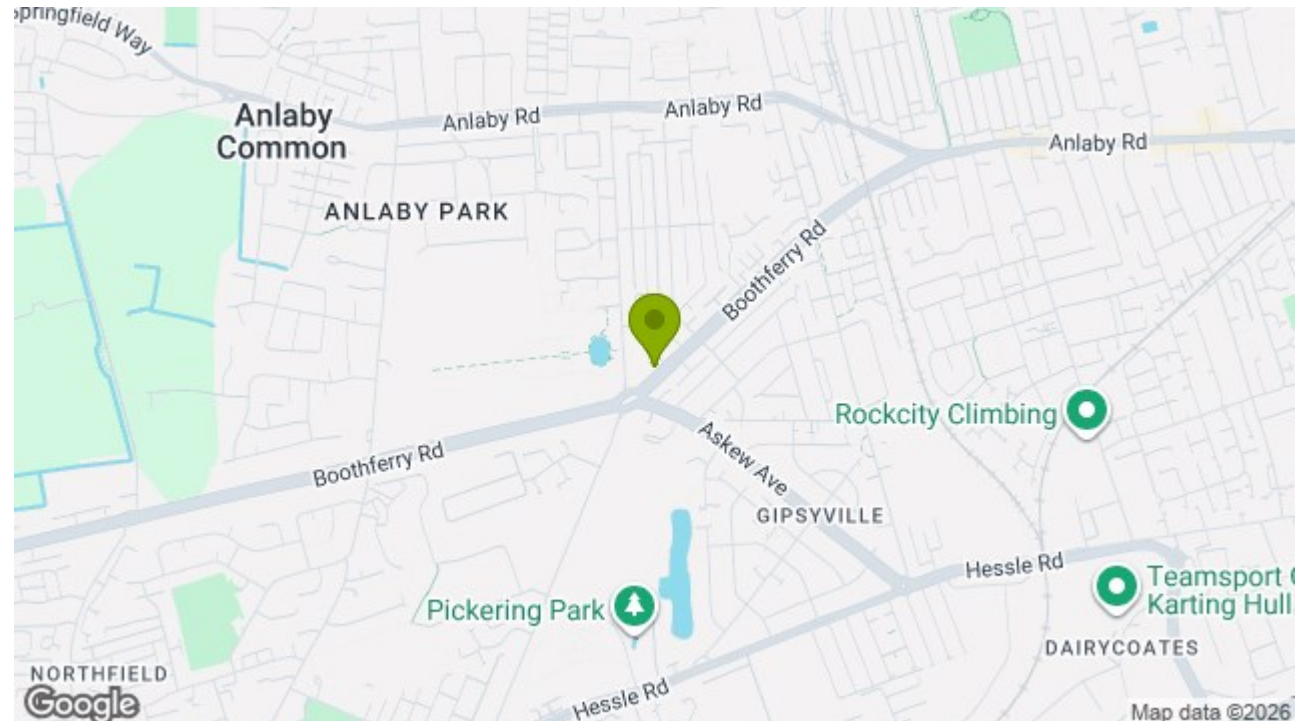 Springfield Way
Anlaby
Common
Anlaby Rd
Anlaby Rd
Anlaby Rd
ANLABY PARK
Boothferry Rd
Rockcity Climbing
Boothferry Rd
Askew Ave
GIPSYVILLE
Hessle Rd
Pickering Park
Teamsport
Karting Hull
DAIRYCOATES
NORTHFIELD
Hessle Rd
Google
Map data ©2026